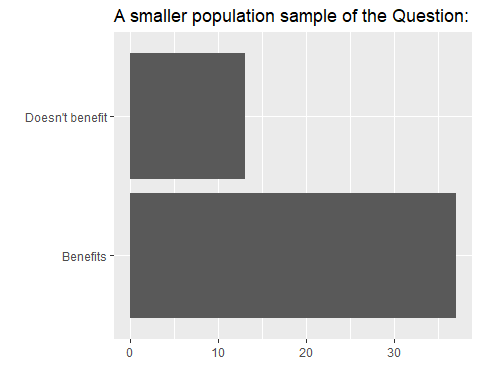 A smaller population sample of the Question:
Doesn't benefit
Benefits
0 10 20 30